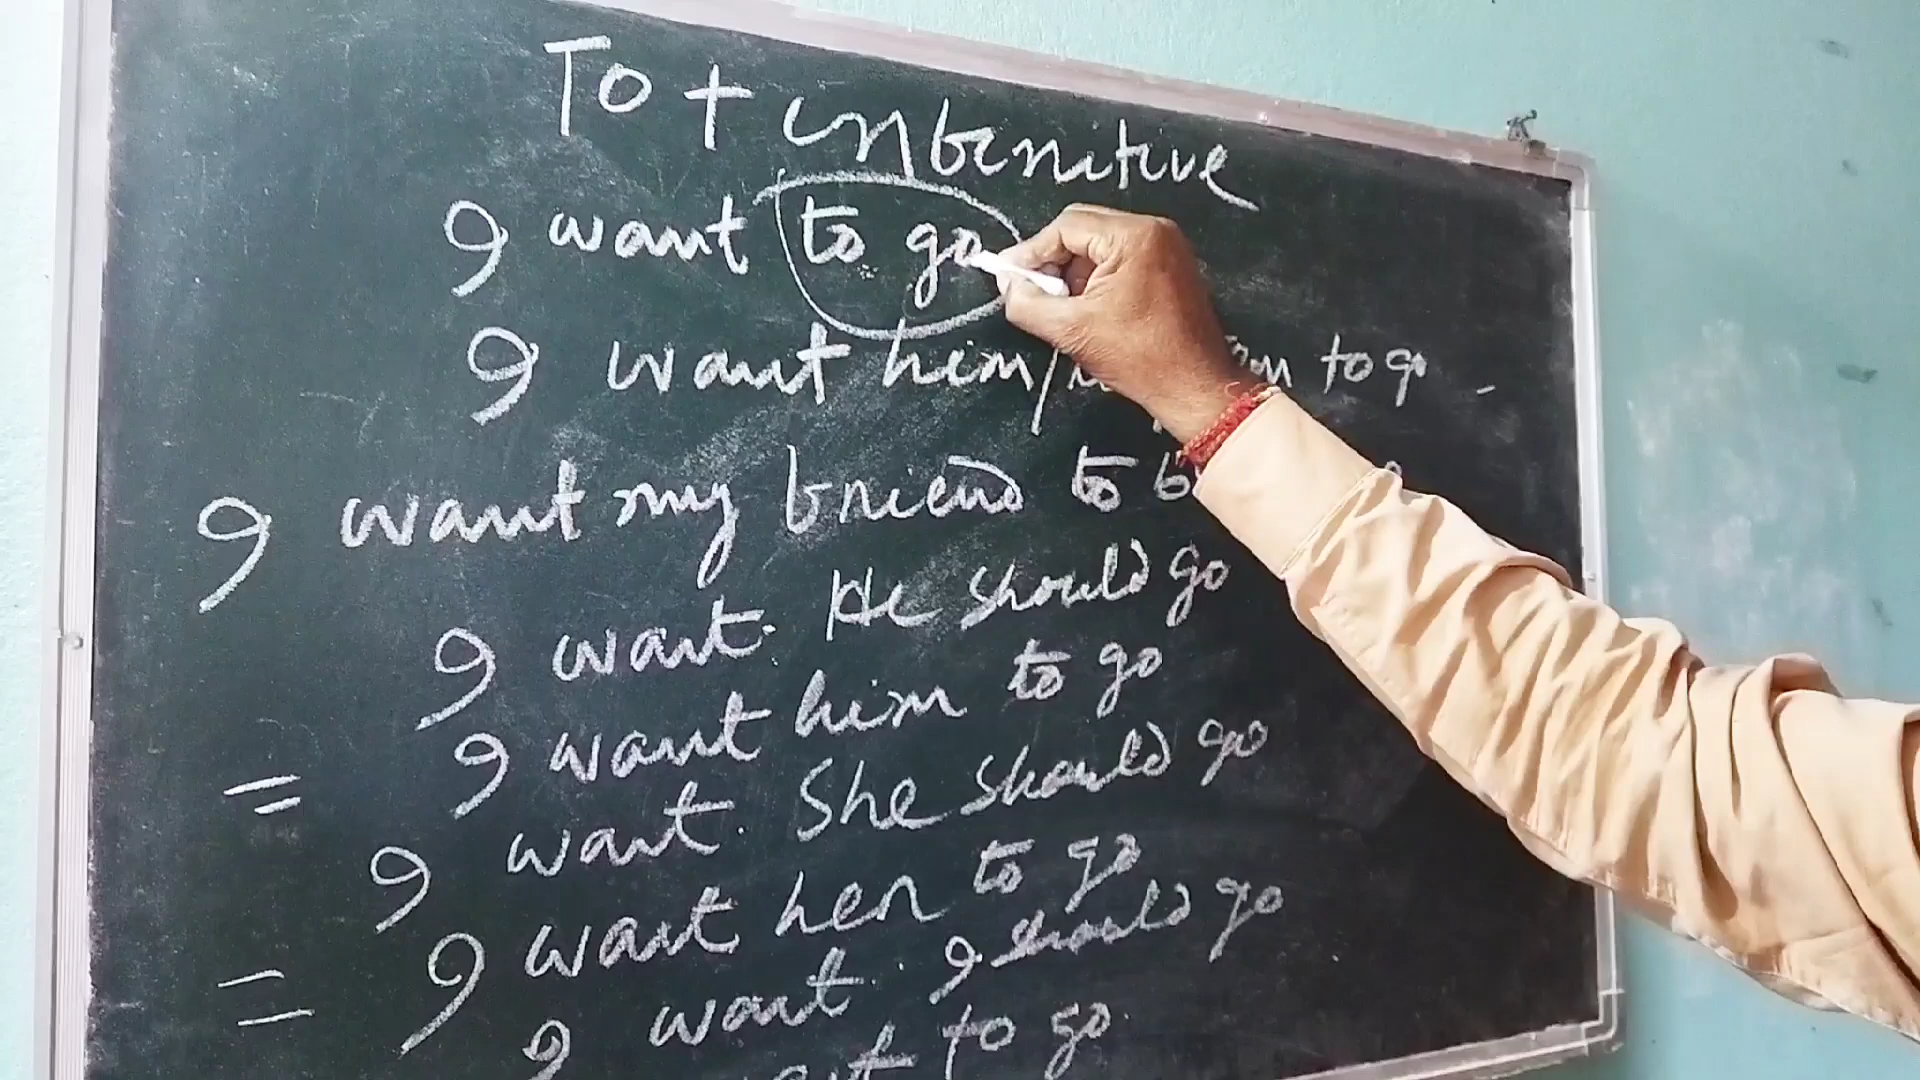 To + infinitive
I want to go
I want him/ to go -
I want my friend to
I want. He should go
I want him to go
= I want. She should go
I want her to go
= I want. I should go
I to go.